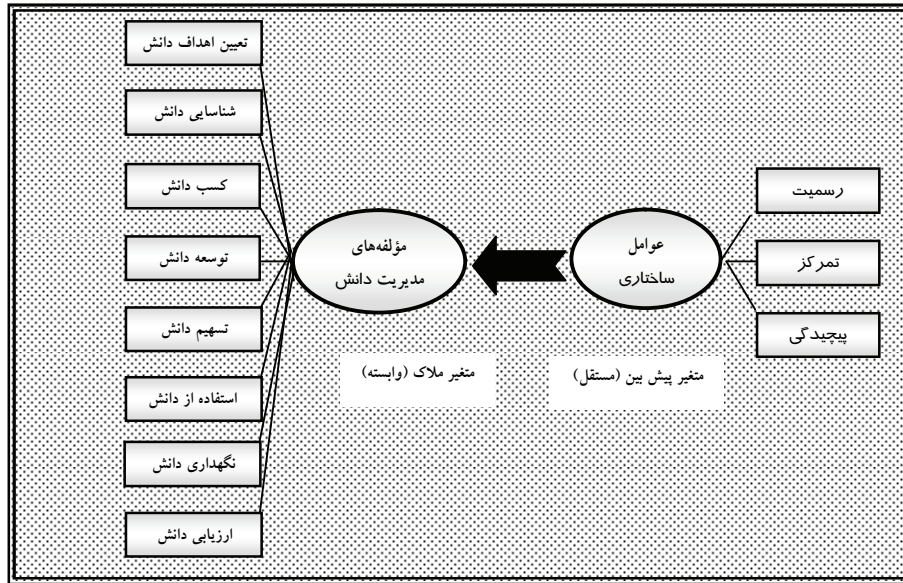 رسمیت
تمرکز
پیچیدگی
عوامل
ساختاری
متغیر پیش بین (مستقل)
مؤلفه‌های
مدیریت دانش
متغیر ملاک (وابسته)
تعیین اهداف دانش
شناسایی دانش
کسب دانش
توسعه دانش
تسهیم دانش
استفاده از دانش
نگهداری دانش
ارزیابی دانش